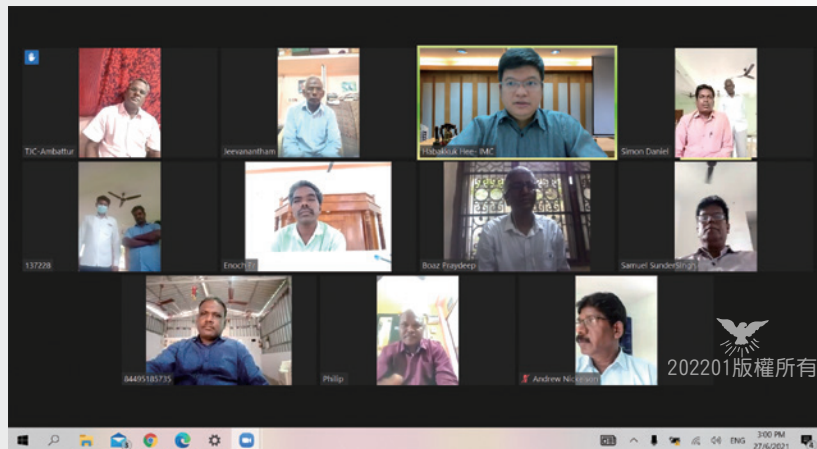 TJC-Ambattur
Jeevanantham
Habakkuk Hee- IMC
Simon Daniel
137228
Enoch
Boaz Praydeep
Samuel SunderSingh
84495185735
Philip
Andrew Nickelson
202201版權所有
ENG
3:00 PM
27/6/2021